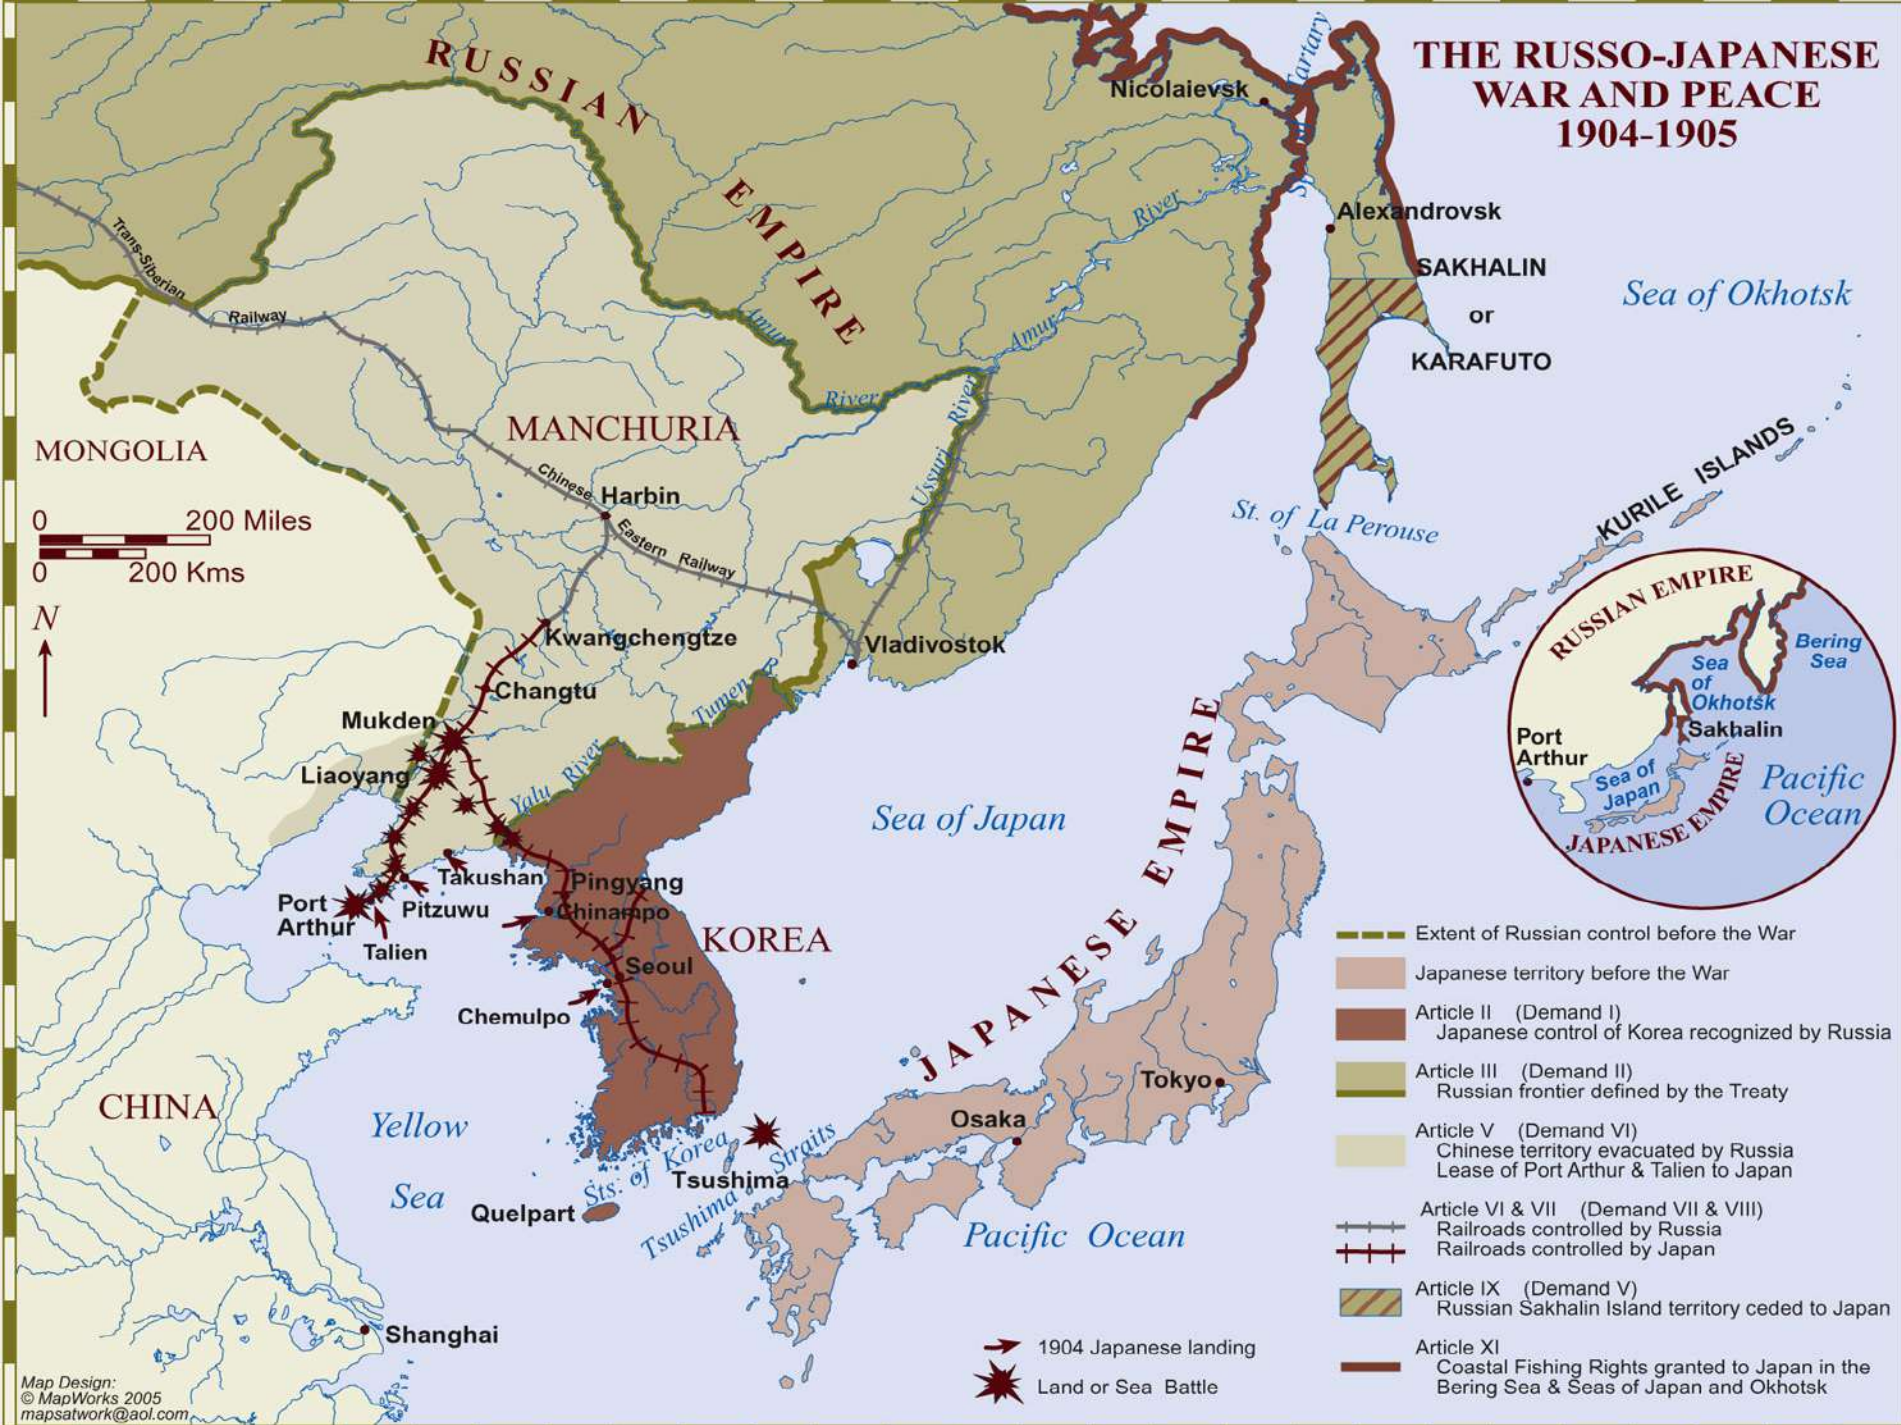 THE RUSSO-JAPANESE
WAR AND PEACE
1904-1905
RUSSIAN
EMPIRE
Nicolaievsk
Tartary
Alexandrovsk
SAKHALIN
or
KARAFUTO
Sea of Okhotsk
River
Amur
Amur
River
Ussuri River
Trans-Siberian
Railway
MANCHURIA
MONGOLIA
Chinese
Harbin
Eastern Railway
0 200 Miles
0 200 Kms
N
St. of La Perouse
KURILE ISLANDS
Kwangchengtze
Vladivostok
Changtu
Tumen R
Mukden
Liaoyang
Yalu River
RUSSIAN EMPIRE
Bering
Sea
Sea
of
Okhotsk
Sakhalin
Port
Arthur
Sea of
Japan
Pacific
Ocean
JAPANESE EMPIRE
Sea of Japan
JAPANESE EMPIRE
Takushan
Pingyang
Port
Arthur
Pitzuwu
Chinampo
Talien
KOREA
Seoul
Chemulpo
CHINA
Yellow
Sea
Tokyo
Osaka
Sts. of Korea
Tsushima
Tsushima Straits
Quelpart
Pacific Ocean
Shanghai
Extent of Russian control before the War
Japanese territory before the War
Article II (Demand I)
Japanese control of Korea recognized by Russia
Article III (Demand II)
Russian frontier defined by the Treaty
Article V (Demand VI)
Chinese territory evacuated by Russia
Lease of Port Arthur & Talien to Japan
Article VI & VII (Demand VII & VIII)
Railroads controlled by Russia
Railroads controlled by Japan
Article IX (Demand V)
Russian Sakhalin Island territory ceded to Japan
Article XI
Coastal Fishing Rights granted to Japan in the
Bering Sea & Seas of Japan and Okhotsk
1904 Japanese landing
Land or Sea Battle
Map Design:
© MapWorks 2005
mapsatwork@aol.com